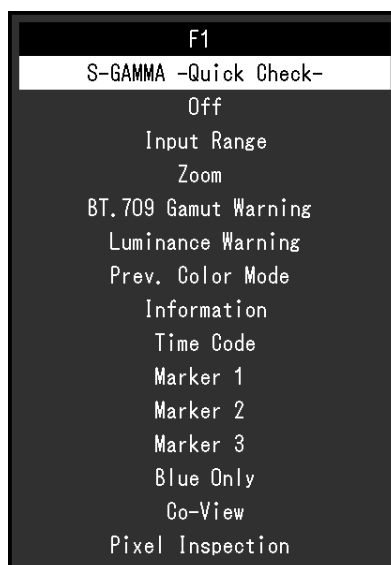 F1
S-GAMMA -Quick Check-
Off
Input Range
Zoom
BT.709 Gamut Warning
Luminance Warning
Prev. Color Mode
Information
Time Code
Marker 1
Marker 2
Marker 3
Blue Only
Co-View
Pixel Inspection